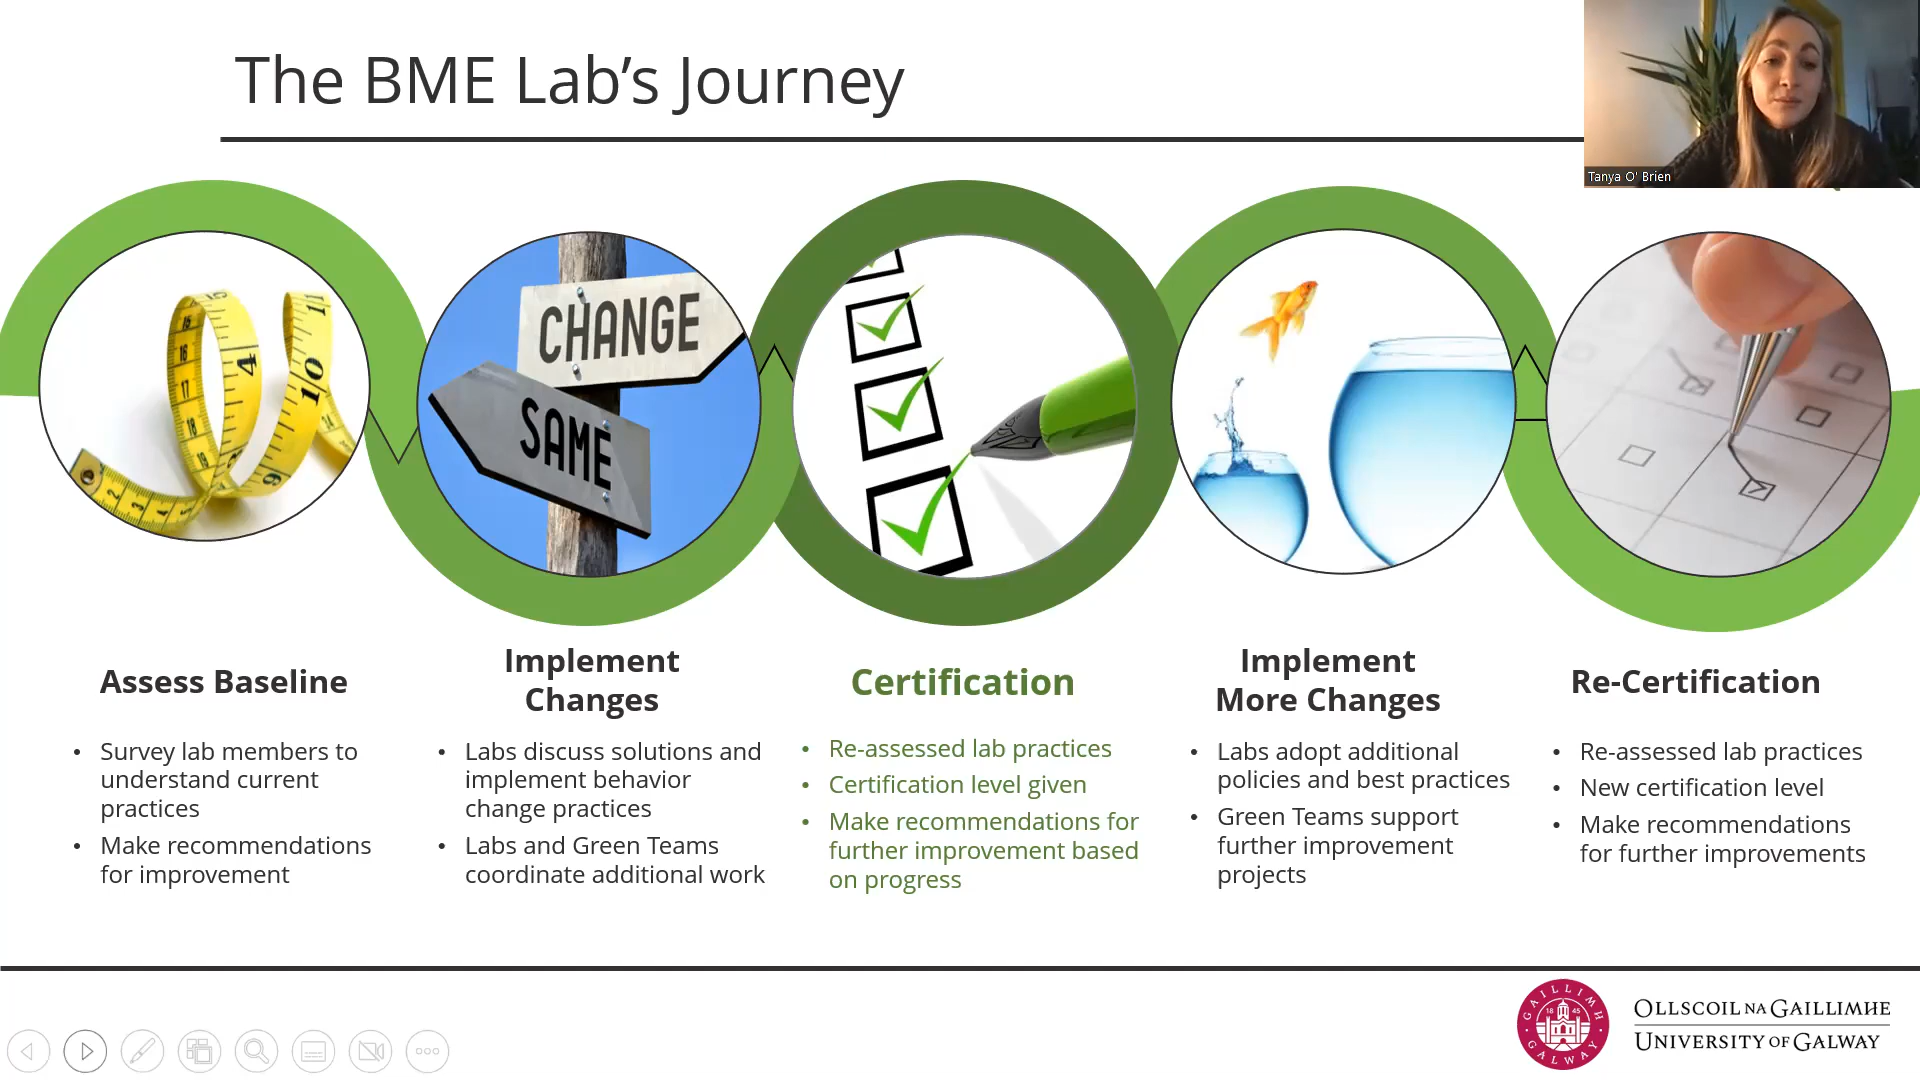 The BME Lab’s Journey
Tanya O' Brien
CHANGE
SAME
Assess Baseline
• Survey lab members to
understand current
practices
• Make recommendations
for improvement
Implement
Changes
• Labs discuss solutions and
implement behavior
change practices
• Labs and Green Teams
coordinate additional work
Certification
• Re-assessed lab practices
• Certification level given
• Make recommendations for
further improvement based
on progress
Implement
More Changes
• Labs adopt additional
policies and best practices
• Green Teams support
further improvement
projects
Re-Certification
• Re-assessed lab practices
• New certification level
• Make recommendations
for further improvements
GAILLIMH
18 45
GALWAY
OLLSCOIL NA GAILLIMHE
UNIVERSITY OF GALWAY